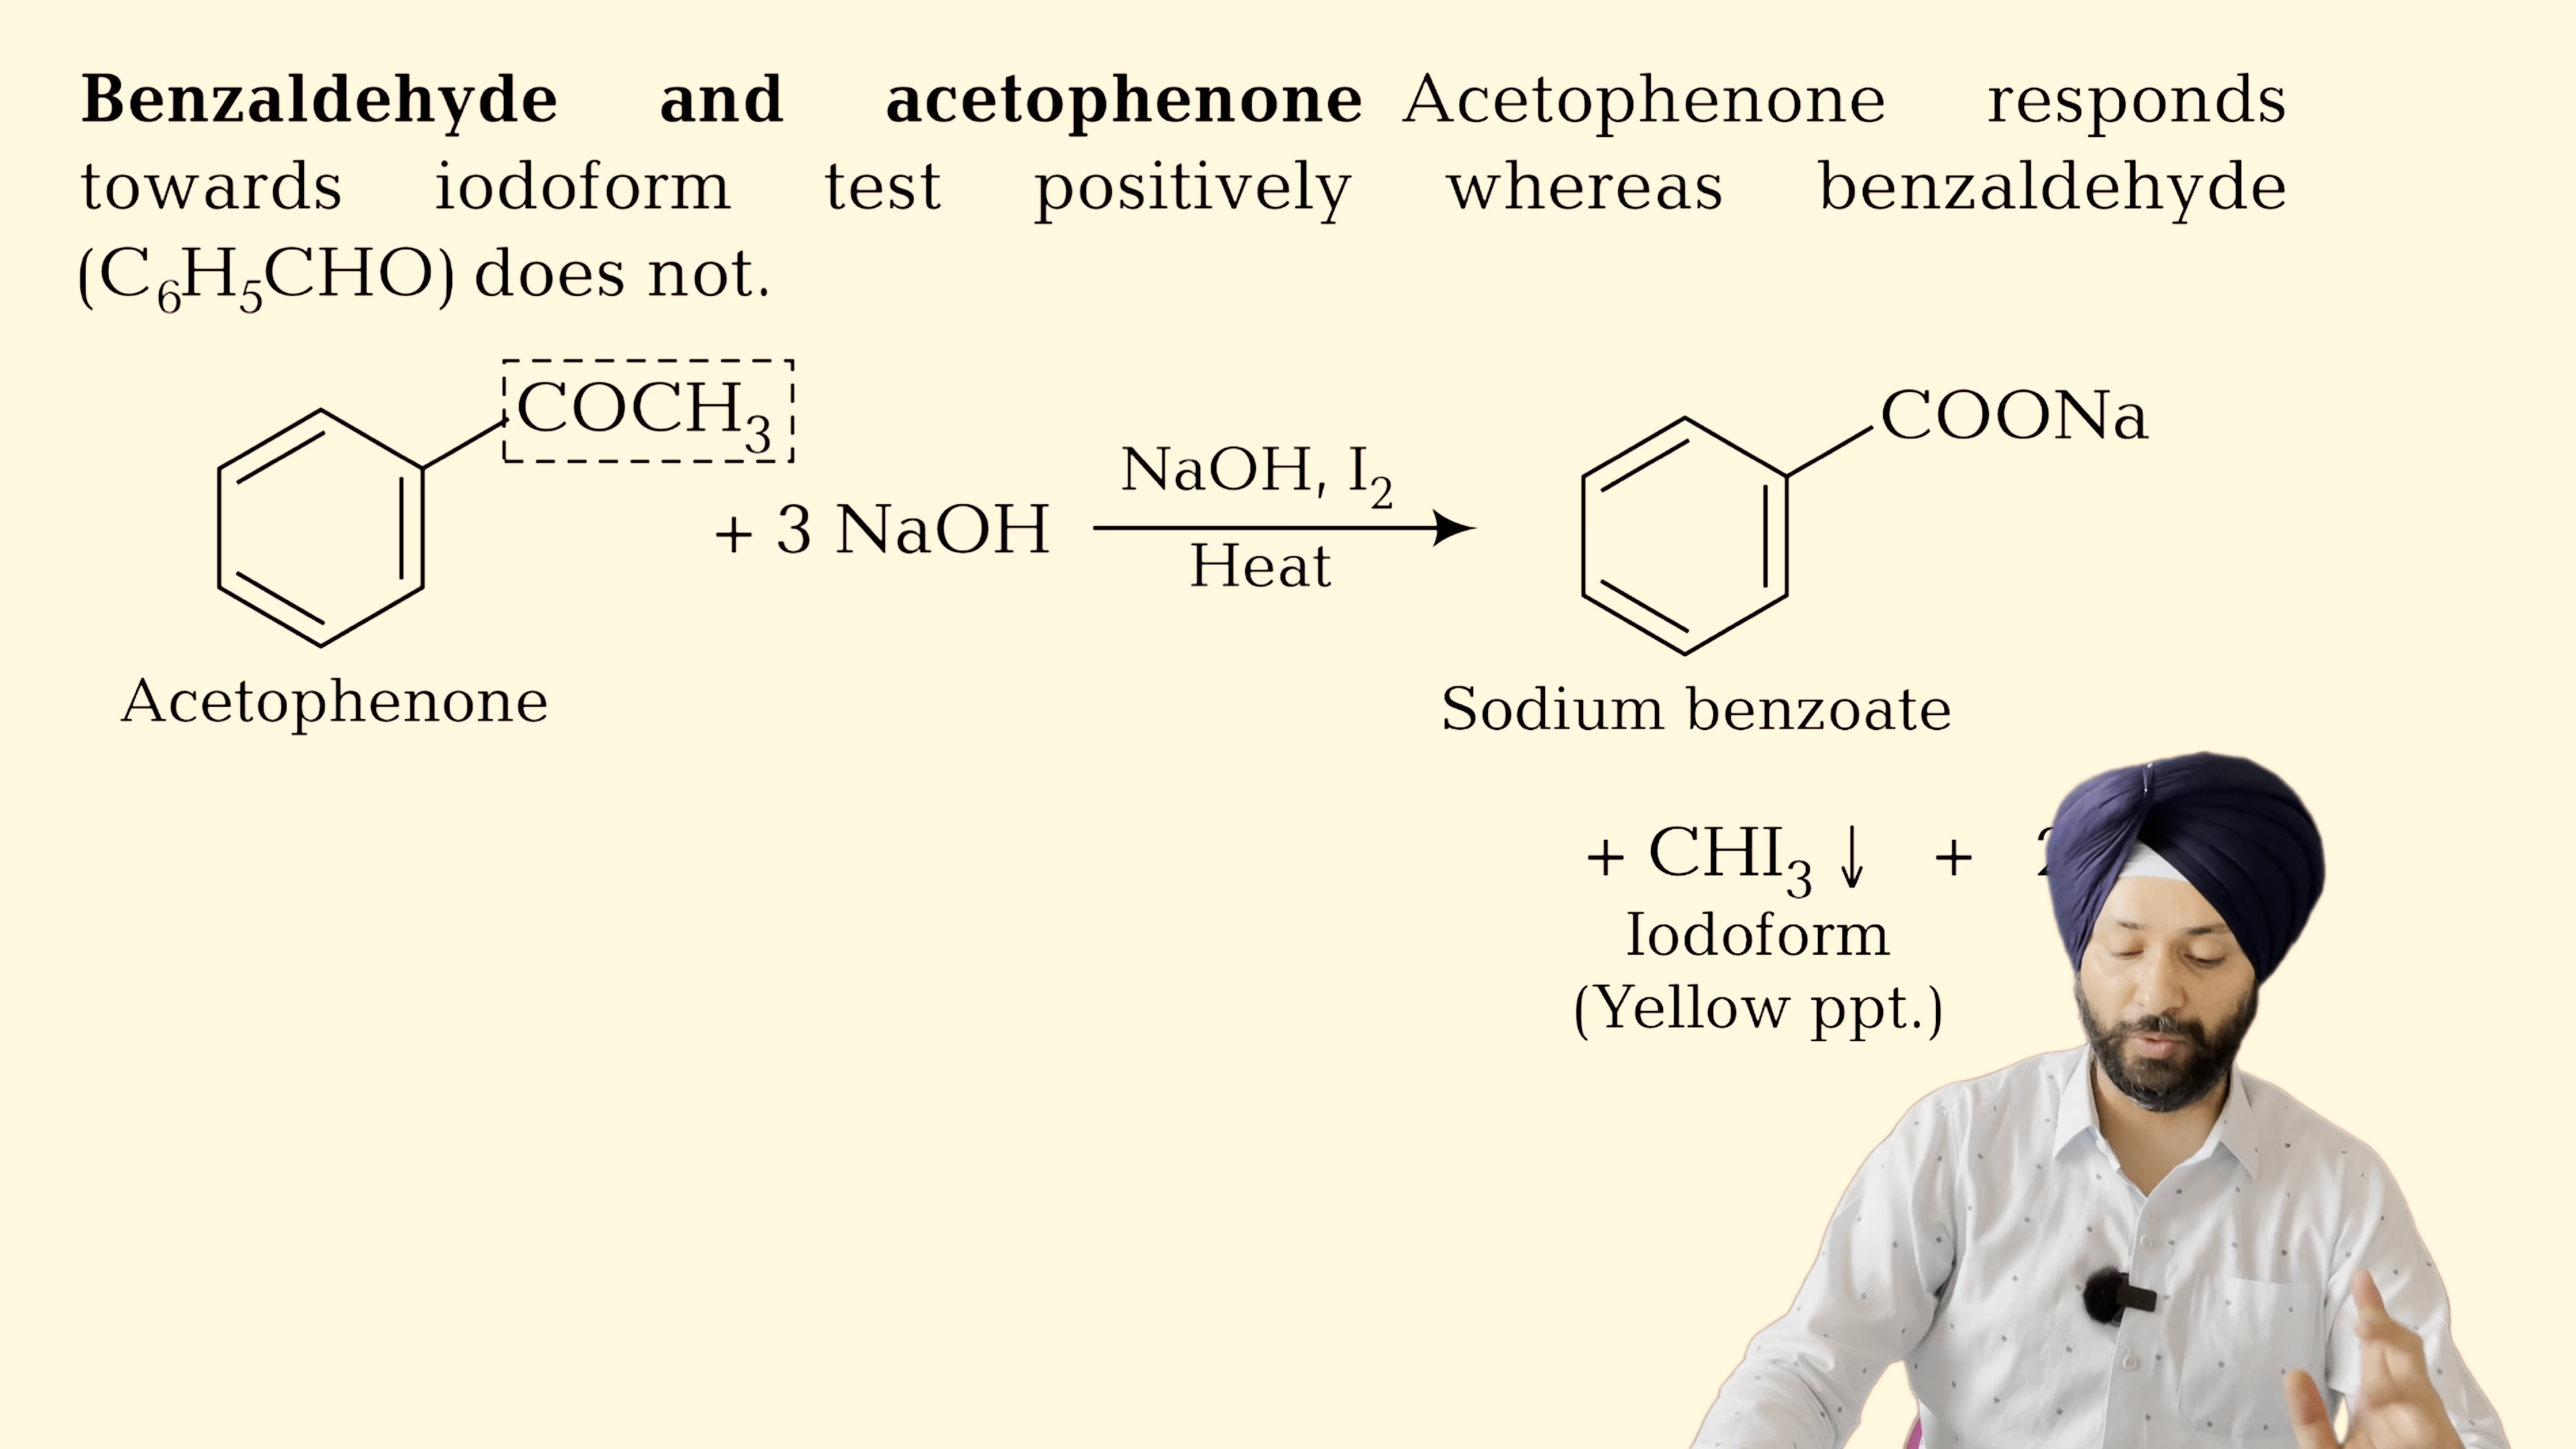 Benzaldehyde and acetophenone Acetophenone responds
towards iodoform test positively whereas benzaldehyde
(C₆H₅CHO) does not.
COCH₃
+ 3 NaOH
NaOH, I₂
Heat
COONa
Acetophenone
Sodium benzoate
+ CHI₃ ↓ +
Iodoform
(Yellow ppt.)